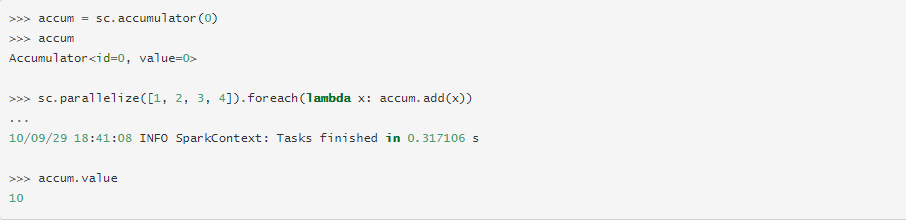 >>> accum = sc.accumulator(0)
>>> accum
Accumulator<id=0, value=0>
>>> sc.parallelize([1, 2, 3, 4]).foreach(lambda x: accum.add(x))
...
10/09/29 18:41:08 INFO SparkContext: Tasks finished in 0.317106 s
>>> accum.value
10